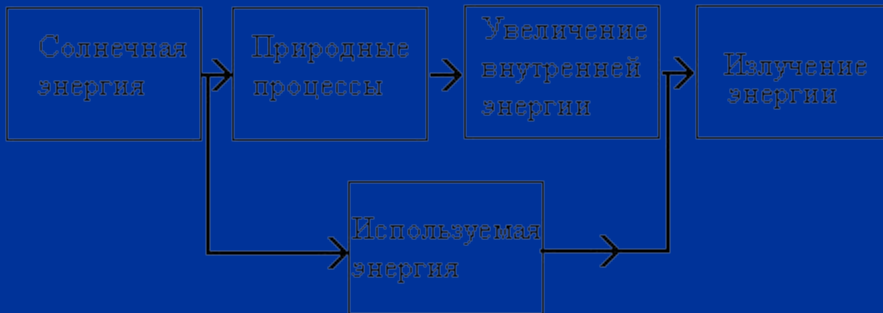 Солнечная
энергия
Природные
процессы
Увеличение
внутренней
энергии
Излучение
энергии
Используемая
энергия